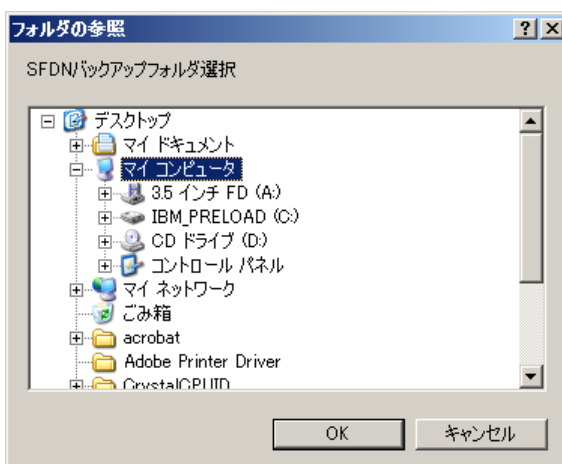 フォルダの参照
SFDNバックアップフォルダ選択
デスクトップ
マイ ドキュメント
マイ コンピュータ
3.5 インチ FD (A:)
IBM_PRELOAD (C:)
CD ドライブ (D:)
コントロール パネル
マイ ネットワーク
ごみ箱
acrobat
Adobe Printer Driver
CrystalCPUID
OK
キャンセル